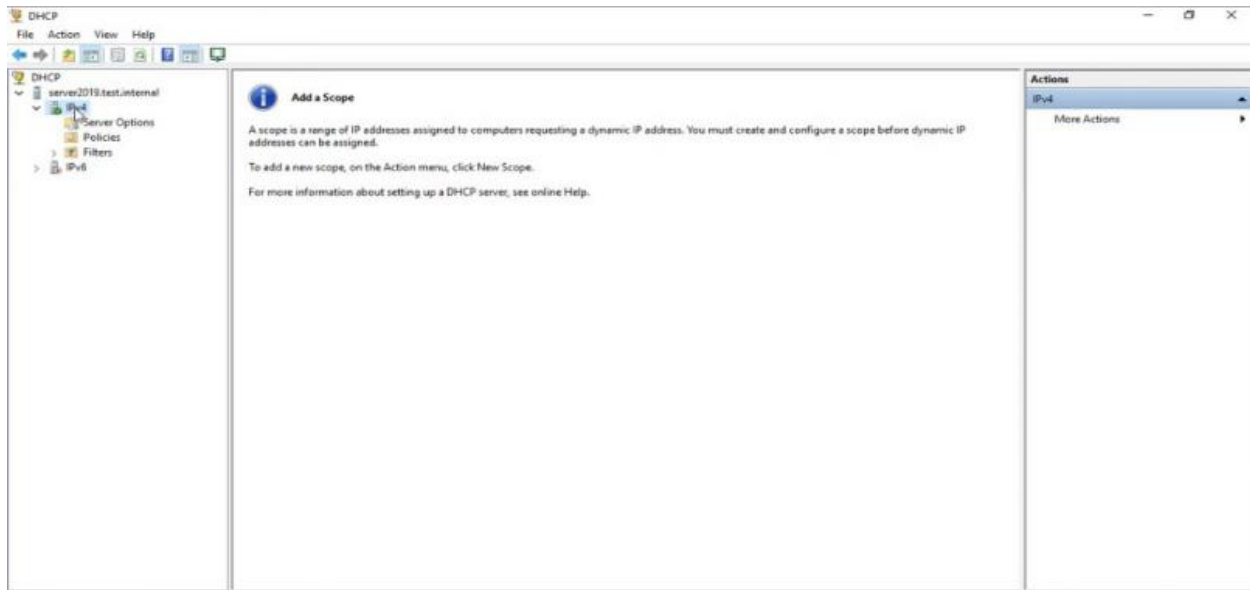 DHCP
File Action View Help
DHCP
server2019.test.internal
IPv4
Server Options
Policies
Filters
IPv6
Add a Scope
A scope is a range of IP addresses assigned to computers requesting a dynamic IP address. You must create and configure a scope before dynamic IP
addresses can be assigned.
To add a new scope, on the Action menu, click New Scope.
For more information about setting up a DHCP server, see online Help.
Actions
IPv4
More Actions